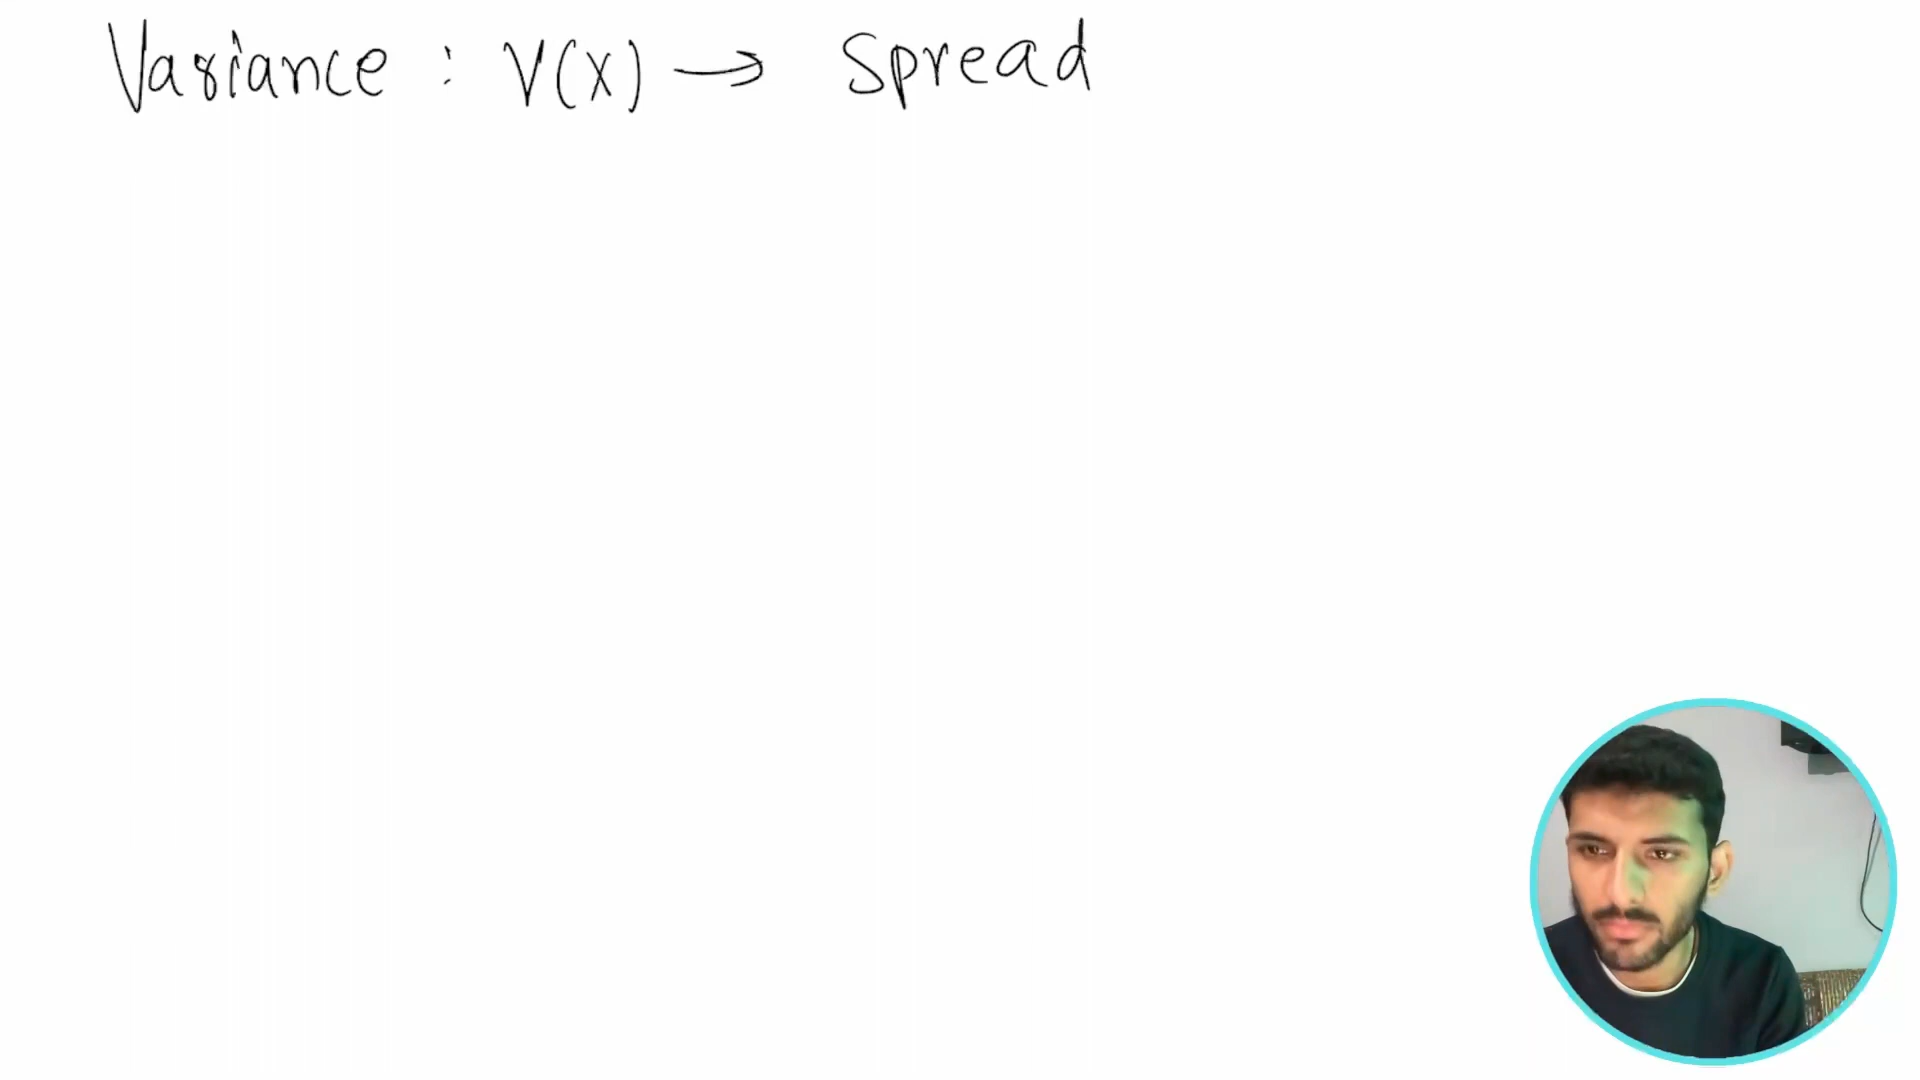 Variance : V(X) → Spread